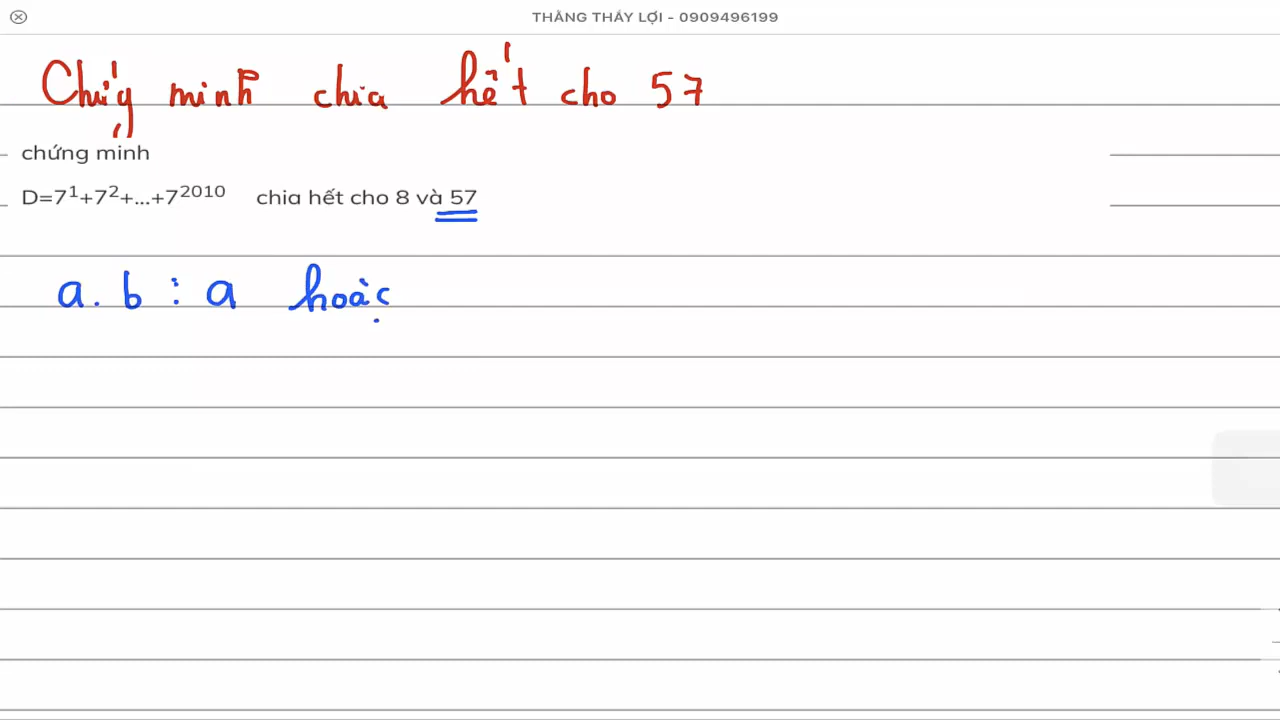 THẮNG THẦY LỢI - 0909496199
Chứng minh chia hết cho 57
chứng minh
D=7¹+7²+...+7²⁰¹⁰ chia hết cho 8 và 57
a. b ⋮ a hoặc